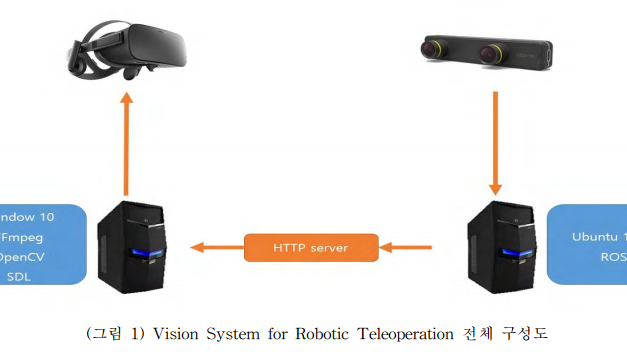 ndow 10
Fmpeg
OpenCV
SDL
HTTP server
Ubuntu 1
ROS
(그림 1) Vision System for Robotic Teleoperation 전체 구성도